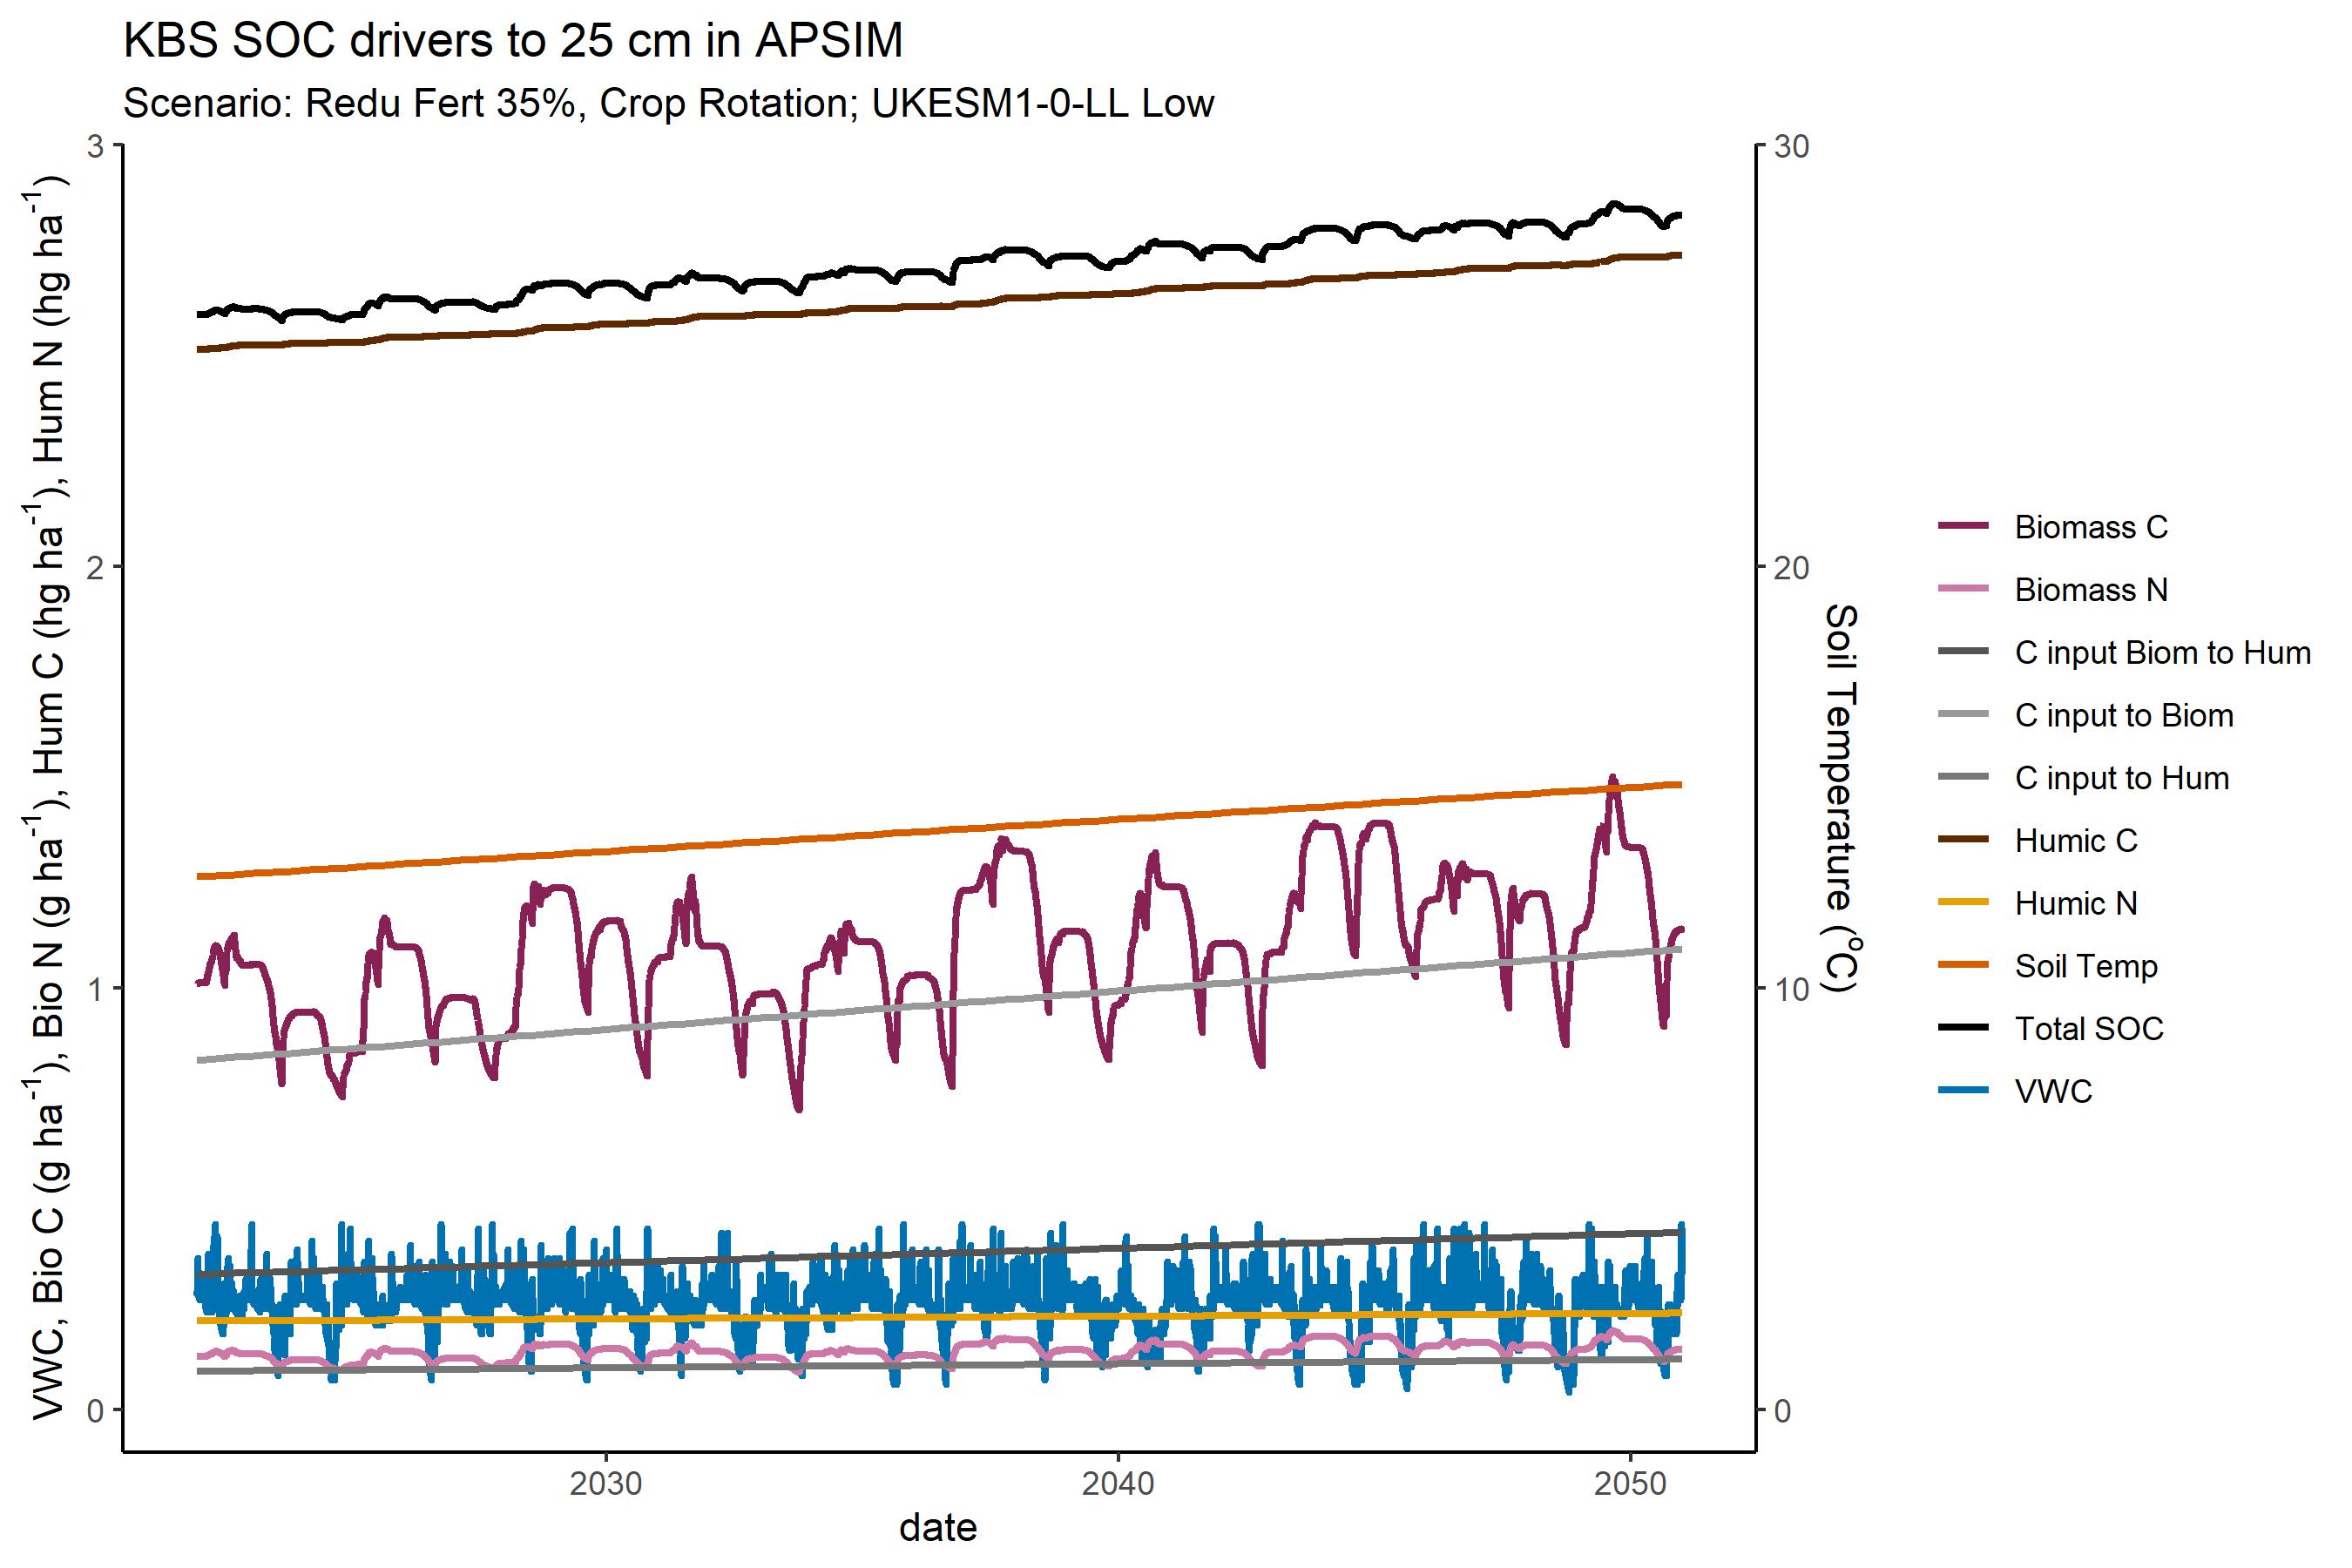 KBS SOC drivers to 25 cm in APSIM
Scenario: Redu Fert 35%, Crop Rotation; UKESM1-0-LL Low
VWC, Bio C (g ha⁻¹), Bio N (g ha⁻¹), Hum C (hg ha⁻¹), Hum N (hg ha⁻¹)
3
2
1
0
30
20
10
0
Soil Temperature (°C)
2030
2040
2050
date
Biomass C
Biomass N
C input Biom to Hum
C input to Biom
C input to Hum
Humic C
Humic N
Soil Temp
Total SOC
VWC